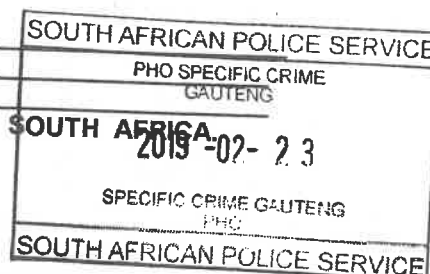 SOUTH AFRICAN POLICE SERVICE
PHO SPECIFIC CRIME
GAUTENG
SOUTH AFRICA.
2019 -02- 23
SPECIFIC CRIME GAUTENG
PHO
SOUTH AFRICAN POLICE SERVICE